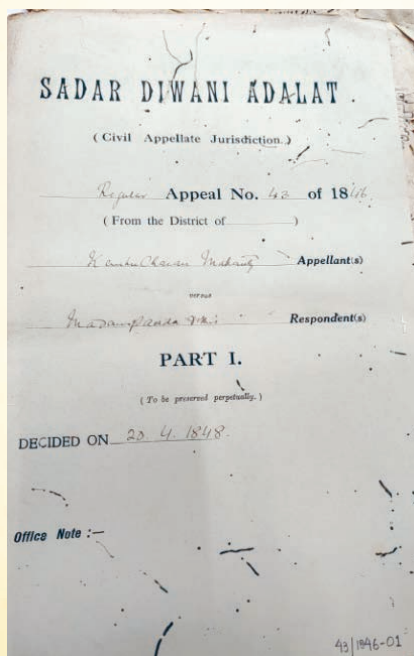 SADAR DIWANI ADALAT.
(Civil Appellate Jurisdiction.)
Regular Appeal No. 43 of 1846
(From the District of )
Charan Appellant(s)
versus
Respondent(s)
PART I.
(To be preserved perpetually.)
DECIDED ON 20. 4. 1848.
Office Note :—
43/1846-01